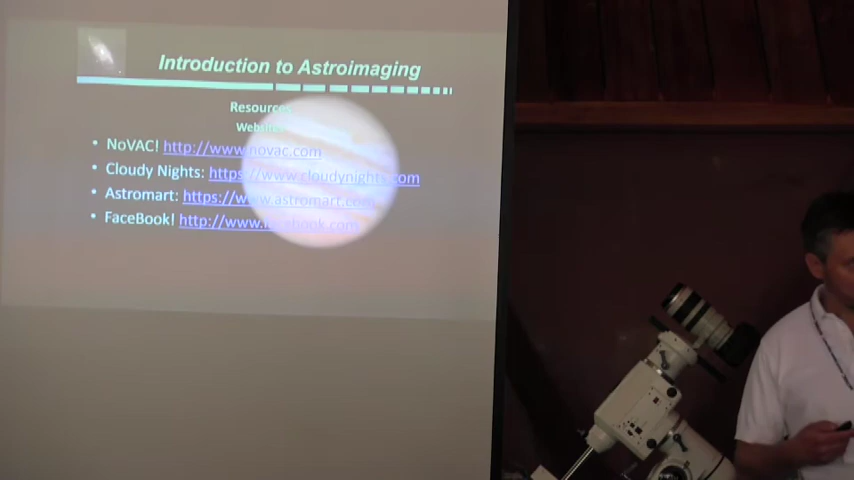 Introduction to Astroimaging
Resources
Websites
NoVAC! http://www.novac.com
Cloudy Nights: https://www.cloudynights.com
Astromart: https://www.astromart.com
FaceBook! http://www.facebook.com